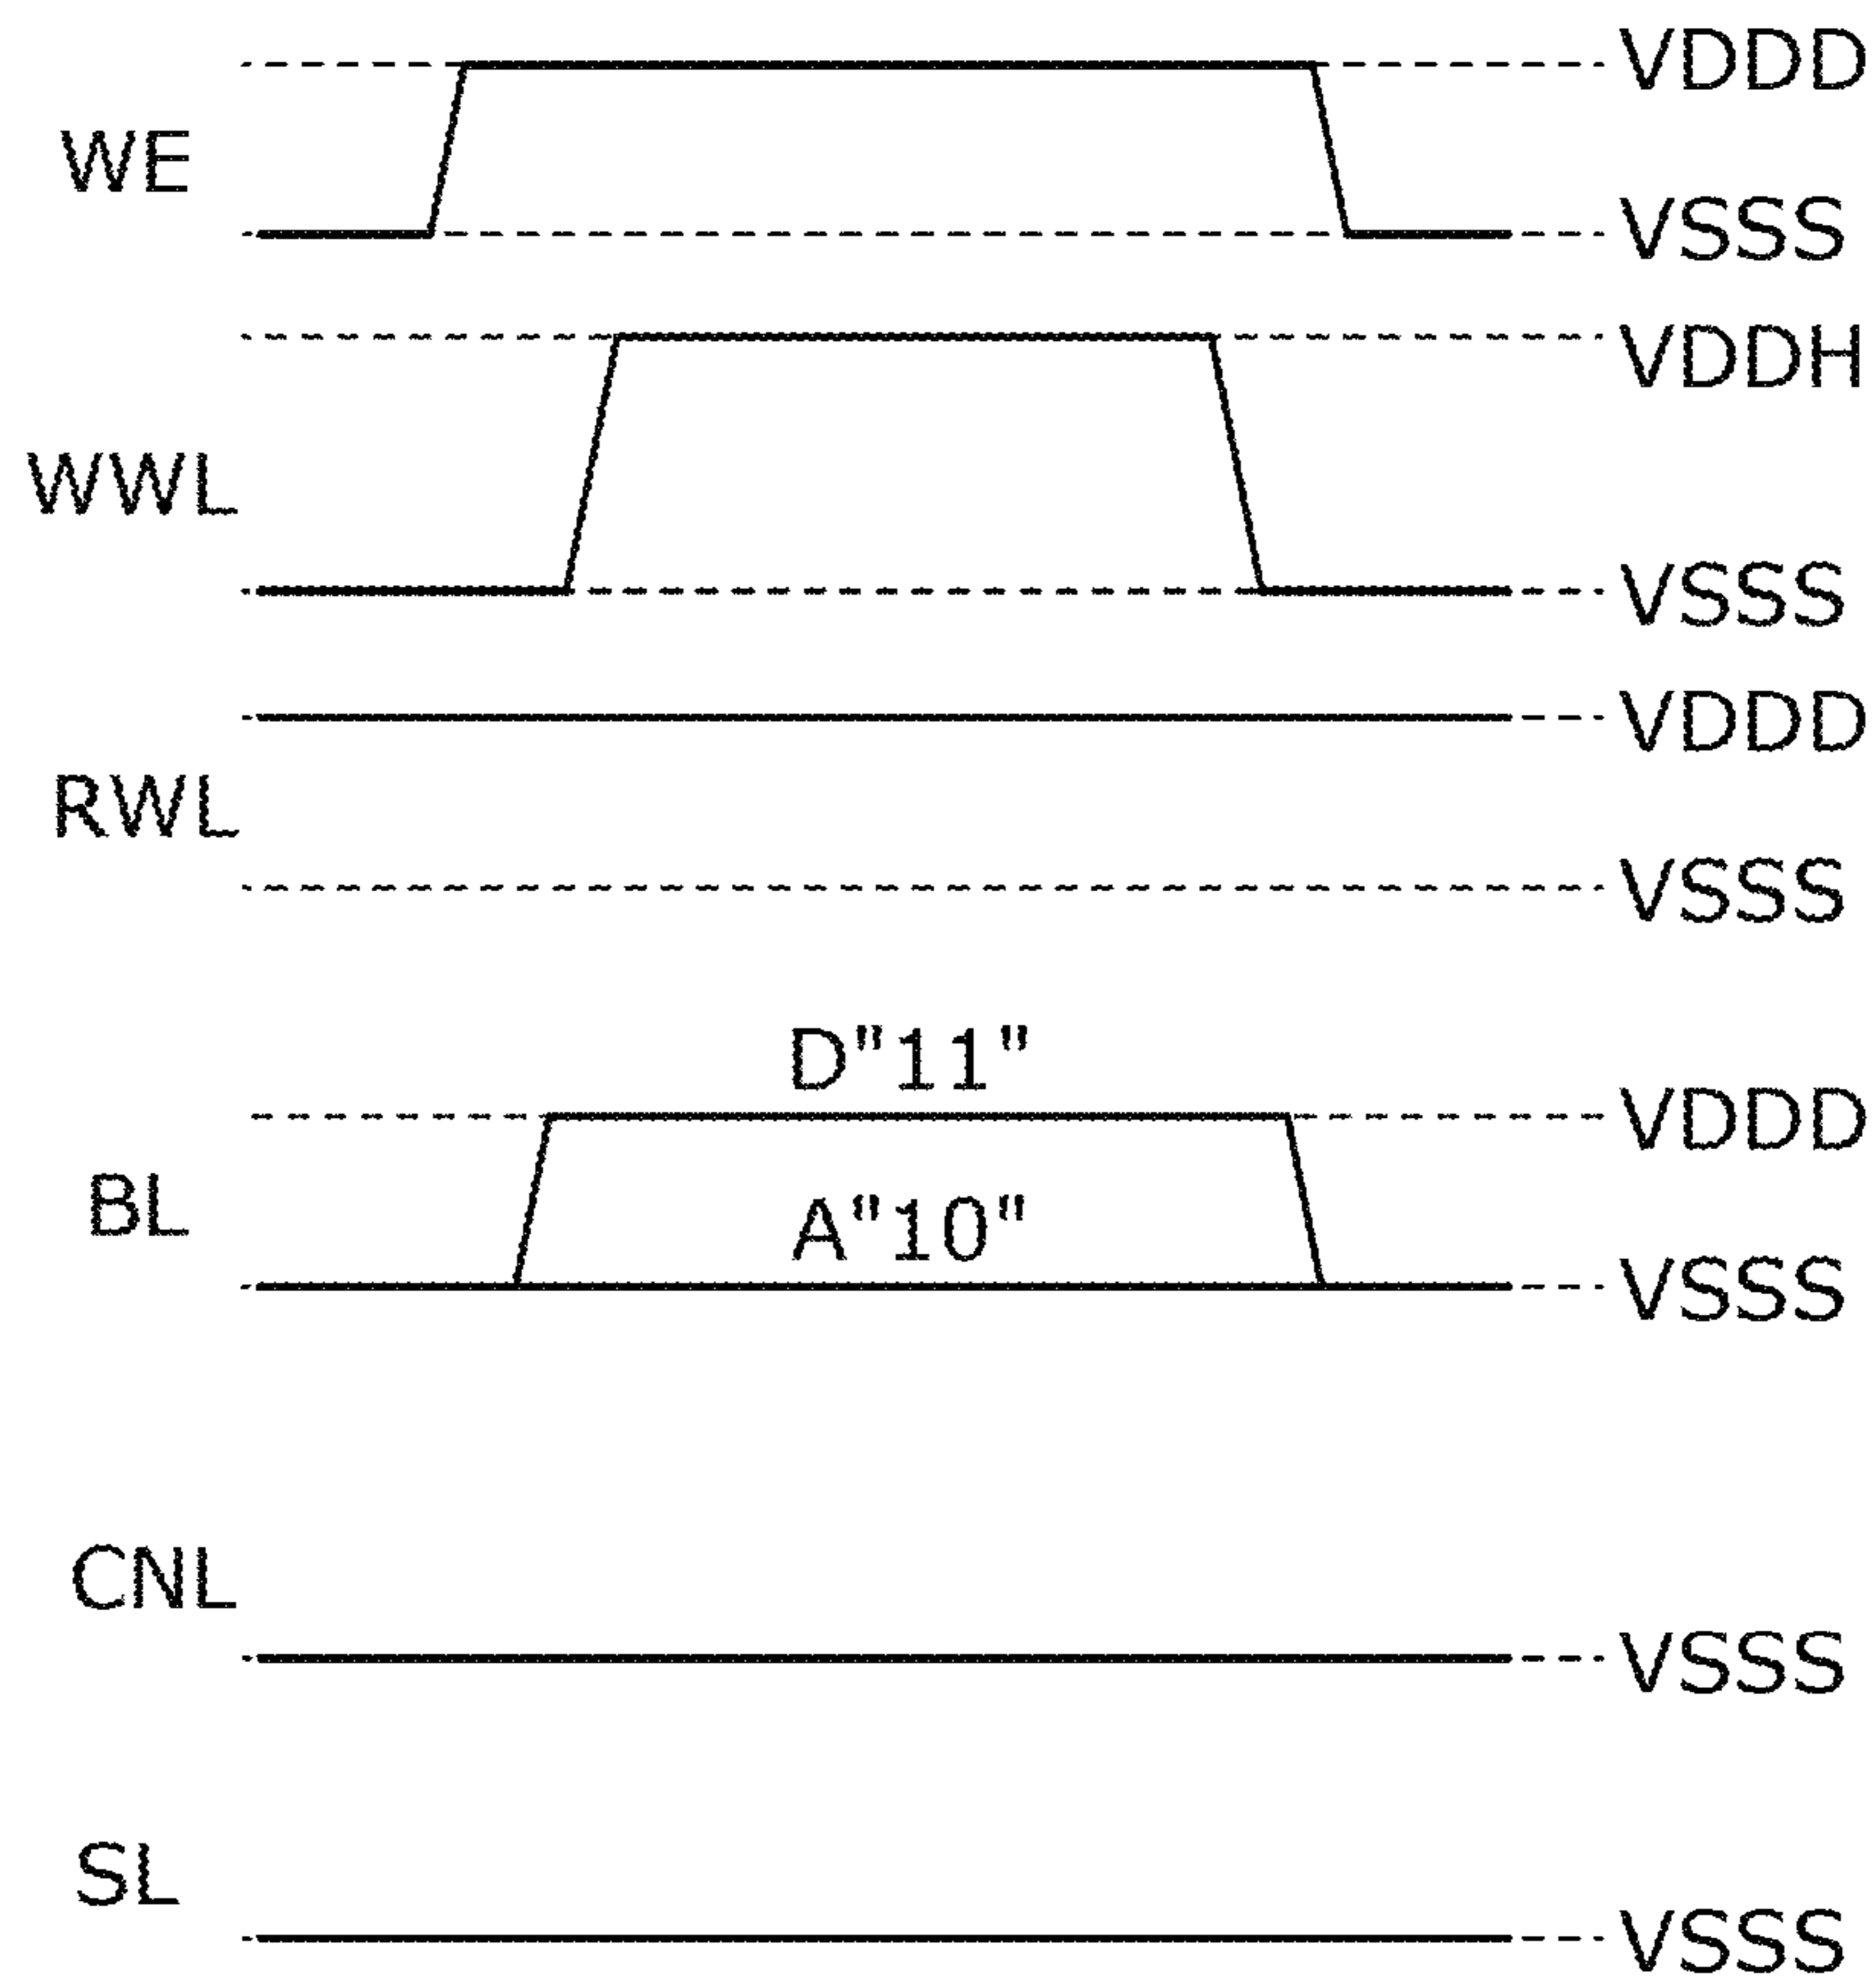 VDDD
WE
VSSS
VDDH
WWL
VSSS
VDDD
RWL
VSSS
D"11"
VDDD
BL
A"10"
VSSS
CNL
VSSS
SL
VSSS